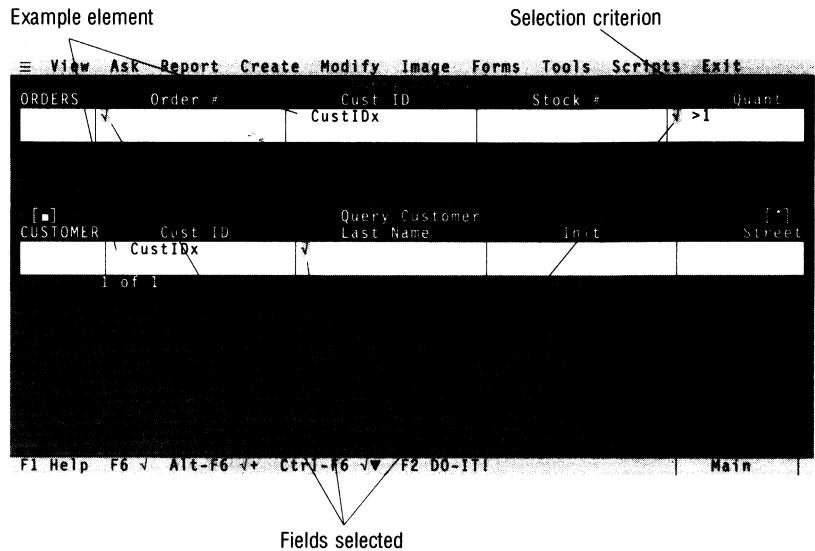 Example element Selection criterion
≡ View Ask Report Create Modify Image Forms Tools Scripts Exit
ORDERS Order # Cust ID Stock # Quant
√ CustIDx √ >1
[■] Query Customer [↑]
CUSTOMER Cust ID Last Name Init Street
CustIDx √
1 of 1
F1 Help F6 √ Alt-F6 √+ Ctrl-F6 √▼ F2 DO-IT! Main
Fields selected